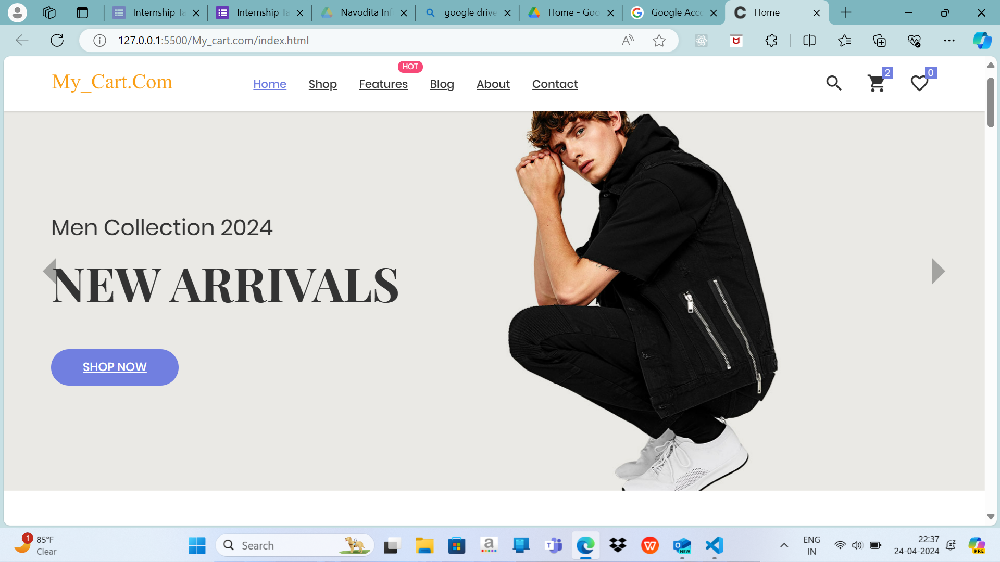 Internship Ta
Internship Ta
Navodita Inf
google drive
Home - Goo
Google Acco
Home
127.0.0.1:5500/My_cart.com/index.html
My_Cart.Com
Home
Shop
HOT
Features
Blog
About
Contact
2
0
Men Collection 2024
NEW ARRIVALS
SHOP NOW
1
85°F
Clear
Search
NEW
ENG
IN
22:37
24-04-2024
PRE